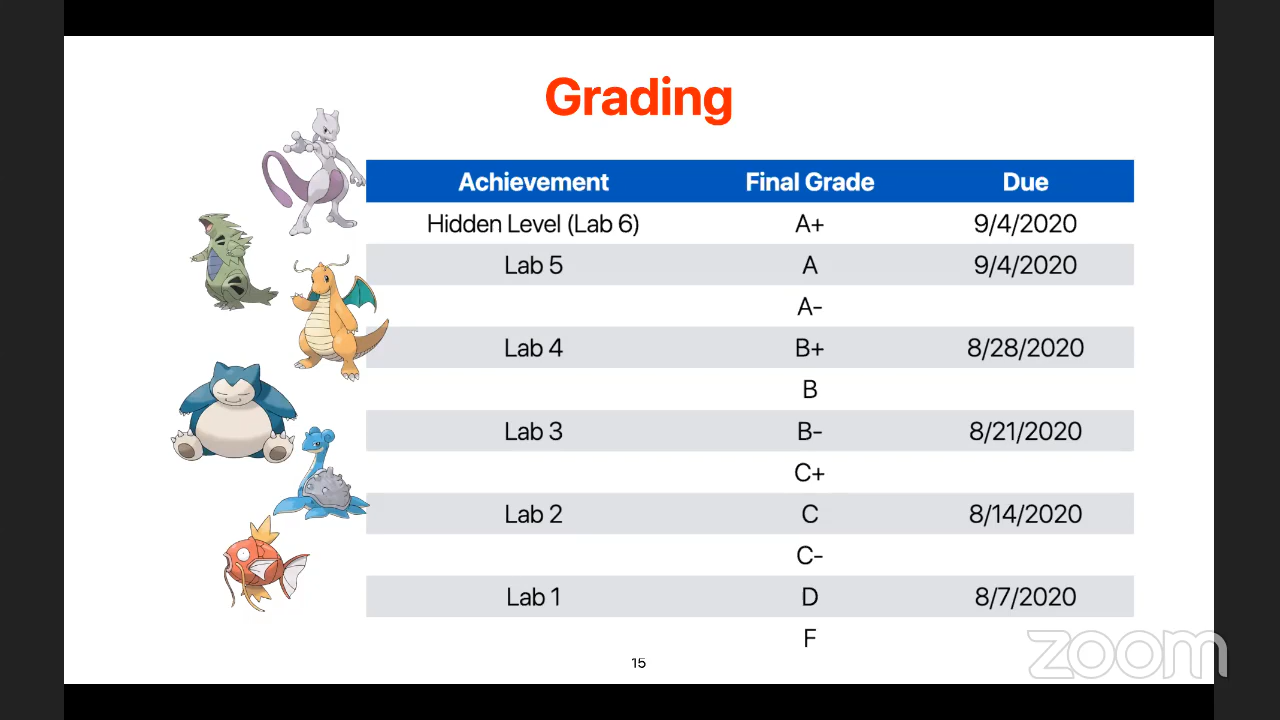 Grading
Achievement Final Grade Due
Hidden Level (Lab 6) A+ 9/4/2020
Lab 5 A 9/4/2020
A-
Lab 4 B+ 8/28/2020
B
Lab 3 B- 8/21/2020
C+
Lab 2 C 8/14/2020
C-
Lab 1 D 8/7/2020
F
15
zoom